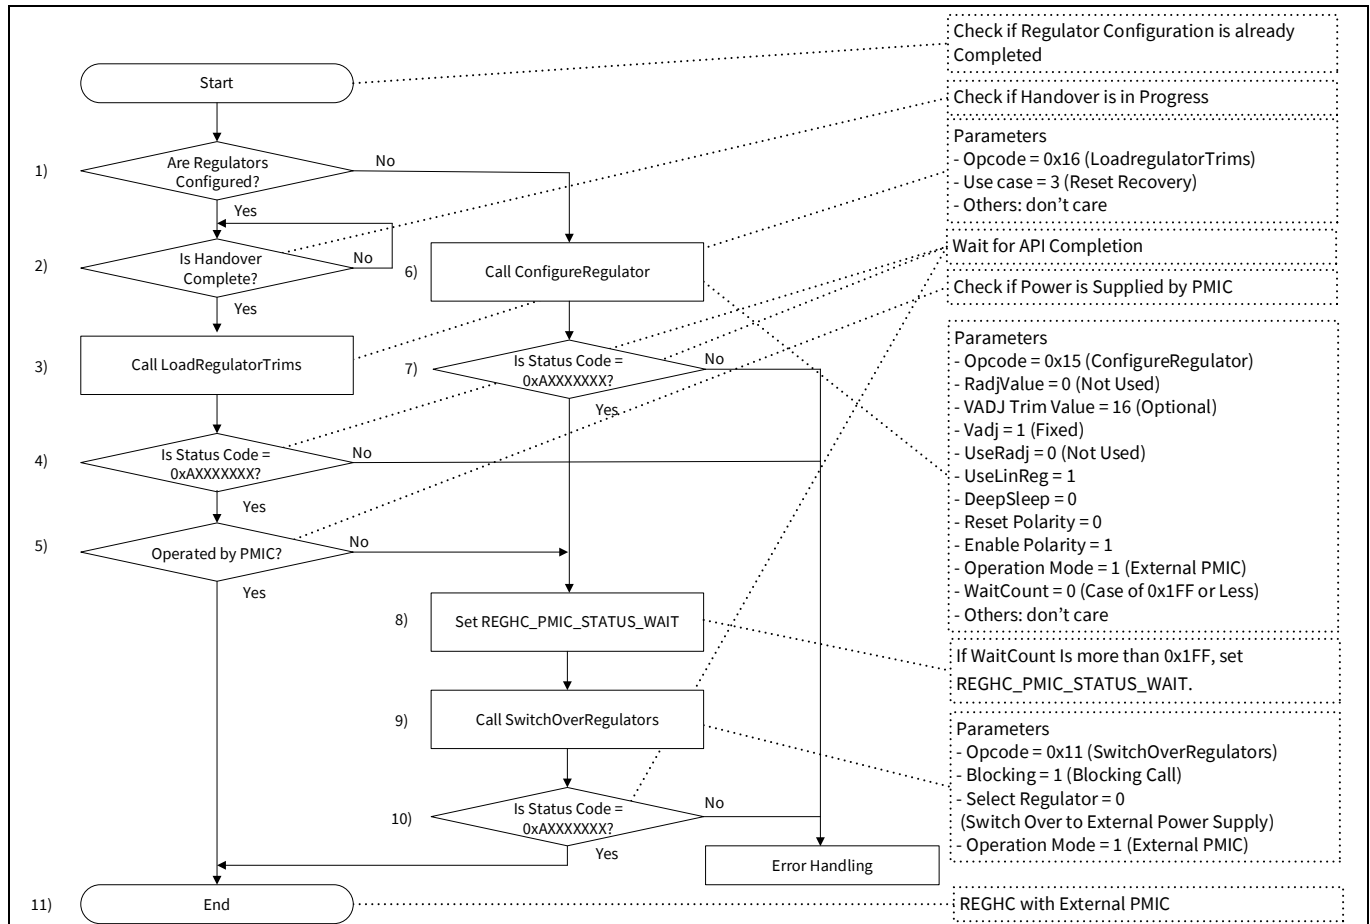 Start
1)
Are Regulators
Configured?
No
Yes
2)
Is Handover
Complete?
No
Yes
3)
Call LoadRegulatorTrims
4)
Is Status Code =
0xAXXXXXXX?
No
Yes
5)
Operated by PMIC?
No
Yes
6)
Call ConfigureRegulator
7)
Is Status Code =
0xAXXXXXXX?
No
Yes
8)
Set REGHC_PMIC_STATUS_WAIT
9)
Call SwitchOverRegulators
10)
Is Status Code =
0xAXXXXXXX?
No
Yes
Error Handling
11)
End
Check if Regulator Configuration is already
Completed
Check if Handover is in Progress
Parameters
- Opcode = 0x16 (LoadregulatorTrims)
- Use case = 3 (Reset Recovery)
- Others: don't care
Wait for API Completion
Check if Power is Supplied by PMIC
Parameters
- Opcode = 0x15 (ConfigureRegulator)
- RadjValue = 0 (Not Used)
- VADJ Trim Value = 16 (Optional)
- Vadj = 1 (Fixed)
- UseRadj = 0 (Not Used)
- UseLinReg = 1
- DeepSleep = 0
- Reset Polarity = 0
- Enable Polarity = 1
- Operation Mode = 1 (External PMIC)
- WaitCount = 0 (Case of 0x1FF or Less)
- Others: don't care
If WaitCount Is more than 0x1FF, set
REGHC_PMIC_STATUS_WAIT.
Parameters
- Opcode = 0x11 (SwitchOverRegulators)
- Blocking = 1 (Blocking Call)
- Select Regulator = 0
(Switch Over to External Power Supply)
- Operation Mode = 1 (External PMIC)
REGHC with External PMIC